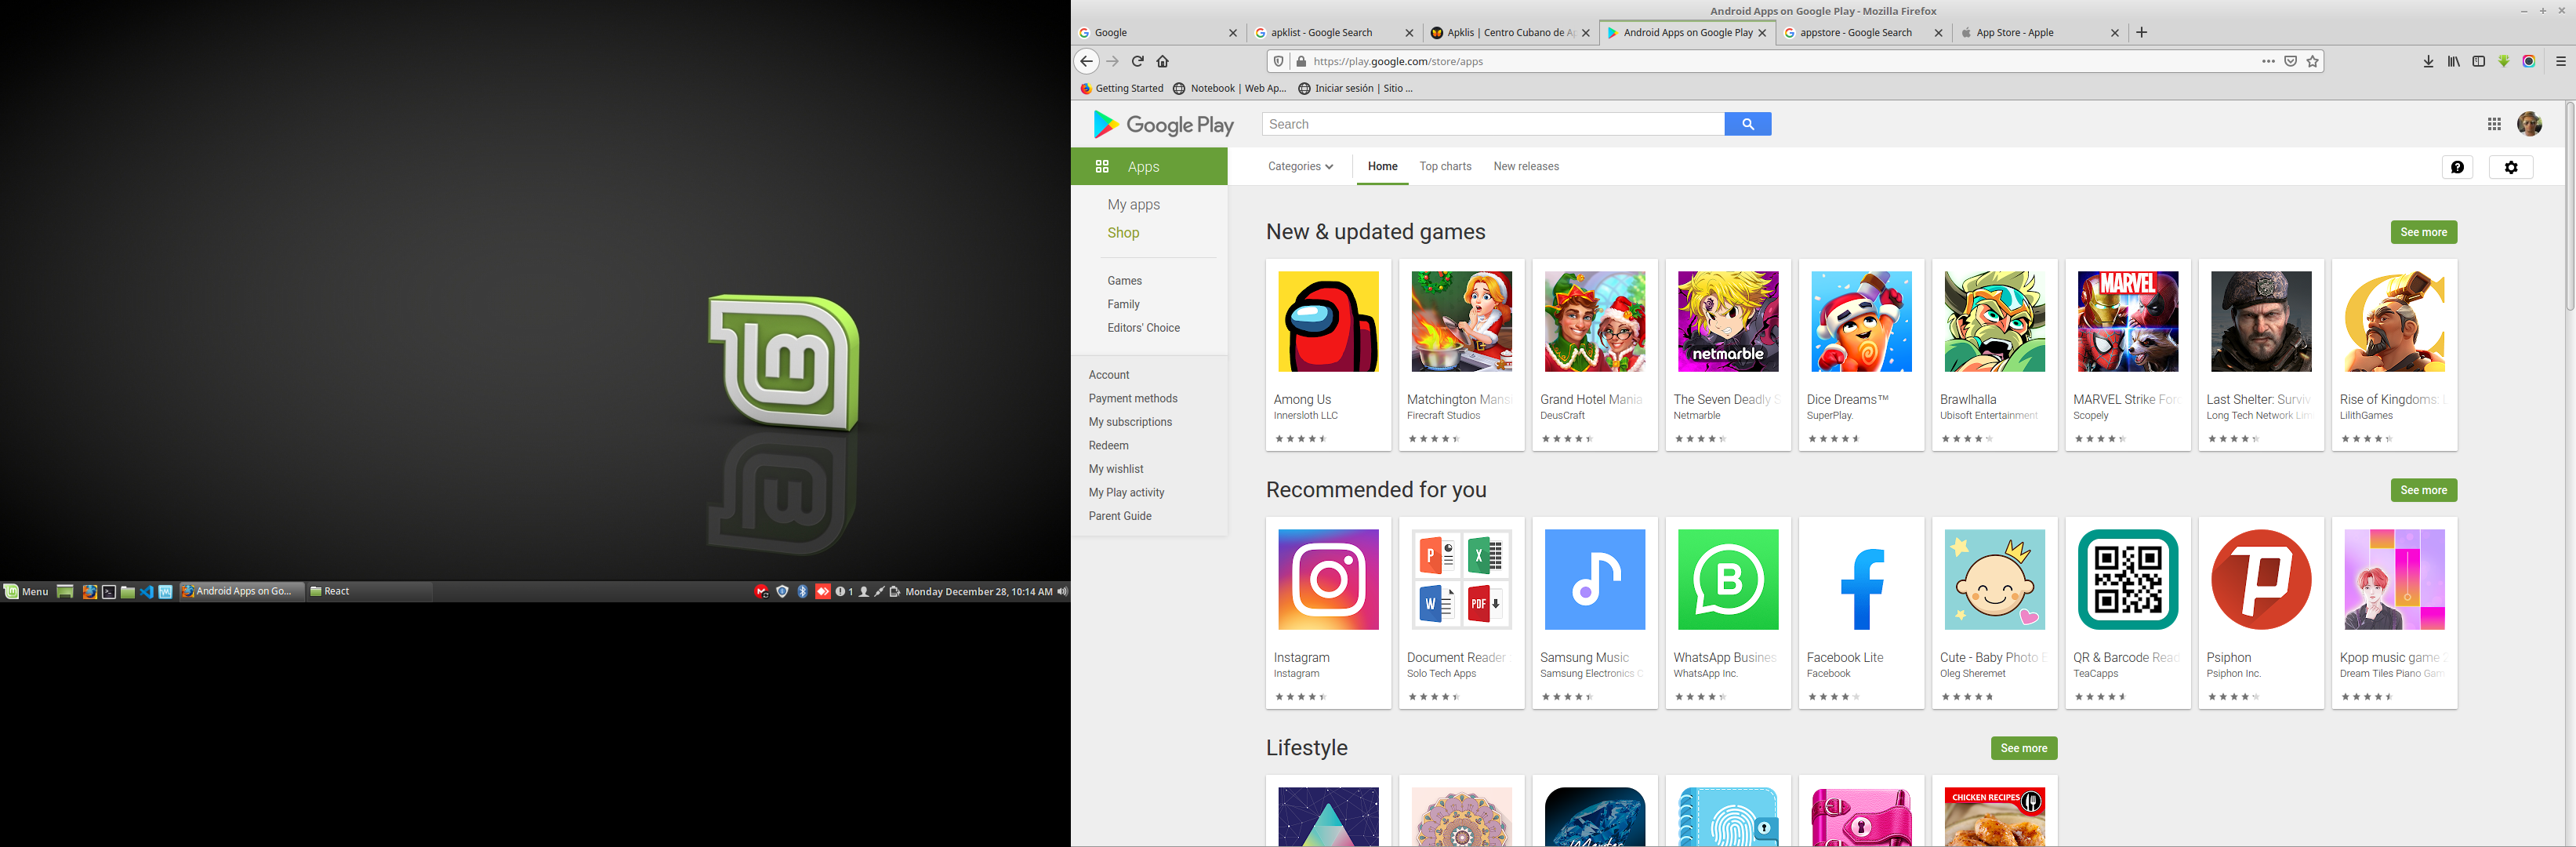 Menu
Android Apps on Go...
React
1
Monday December 28, 10:14 AM
Android Apps on Google Play - Mozilla Firefox
Google
apklist - Google Search
Apklis | Centro Cubano de Ap
Android Apps on Google Play
appstore - Google Search
App Store - Apple
https://play.google.com/store/apps
Getting Started
Notebook | Web Ap...
Iniciar sesión | Sitio ...
Google Play
Search
Apps
Categories
Home
Top charts
New releases
My apps
Shop
Games
Family
Editors' Choice
Account
Payment methods
My subscriptions
Redeem
My wishlist
My Play activity
Parent Guide
New & updated games
See more
netmarble
MARVEL
Among Us
Innersloth LLC
Matchington Mansi
Firecraft Studios
Grand Hotel Mania
DeusCraft
The Seven Deadly S
Netmarble
Dice Dreams™
SuperPlay.
Brawlhalla
Ubisoft Entertainment
MARVEL Strike For
Scopely
Last Shelter: Surviv
Long Tech Network Lim
Rise of Kingdoms: L
LilithGames
Recommended for you
See more
P
X
W
PDF
B
Instagram
Instagram
Document Reader
Solo Tech Apps
Samsung Music
Samsung Electronics C
WhatsApp Busines
WhatsApp Inc.
Facebook Lite
Facebook
Cute - Baby Photo E
Oleg Sheremet
QR & Barcode Read
TeaCapps
Psiphon
Psiphon Inc.
Kpop music game 2
Dream Tiles Piano Gam
Lifestyle
See more
CHICKEN RECIPES